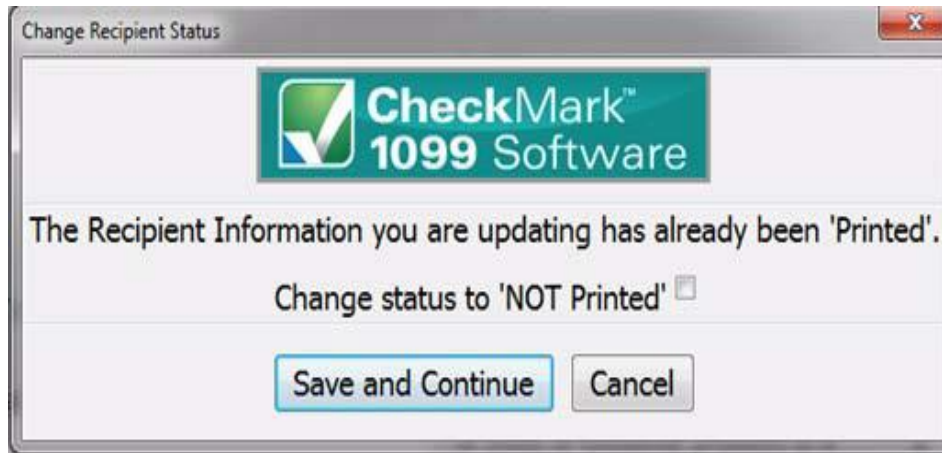 Change Recipient Status
CheckMark™
1099 Software
The Recipient Information you are updating has already been 'Printed'.
Change status to 'NOT Printed'
Save and Continue
Cancel